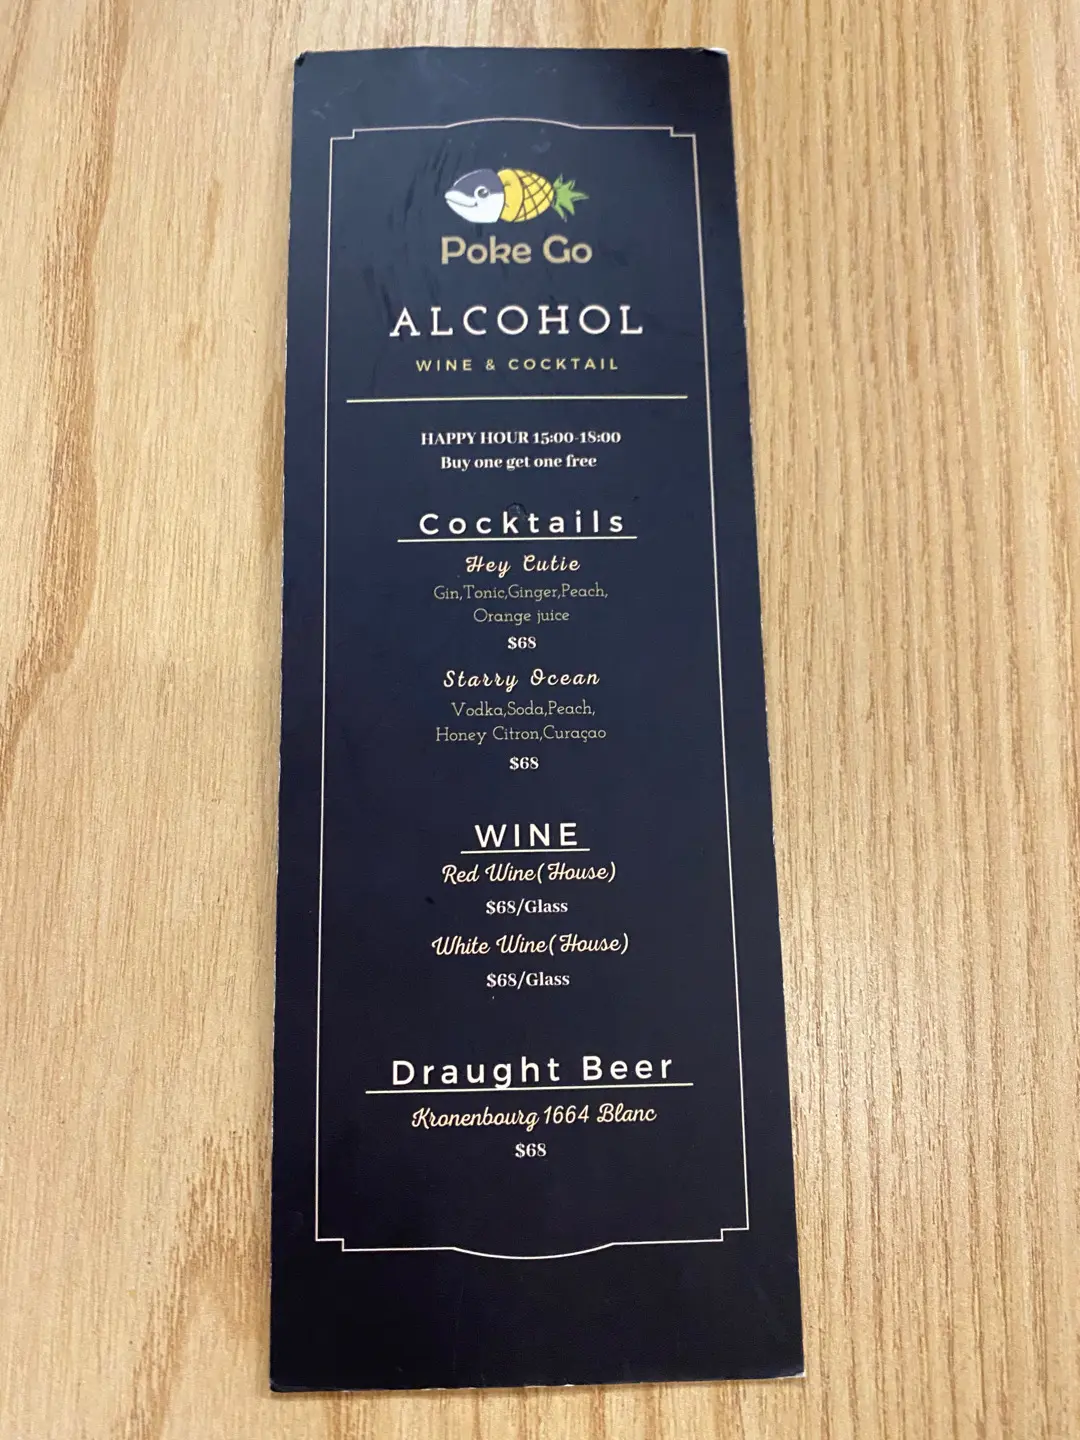 Poke Go
ALCOHOL
WINE & COCKTAIL
HAPPY HOUR 15:00-18:00
Buy one get one free
Cocktails
Hey Cutie
Gin,Tonic,Ginger,Peach,
Orange juice
$68
Starry Ocean
Vodka,Soda,Peach,
Honey Citron,Curaçao
$68
WINE
Red Wine(House)
$68/Glass
White Wine(House)
$68/Glass
Draught Beer
Kronenbourg 1664 Blanc
$68